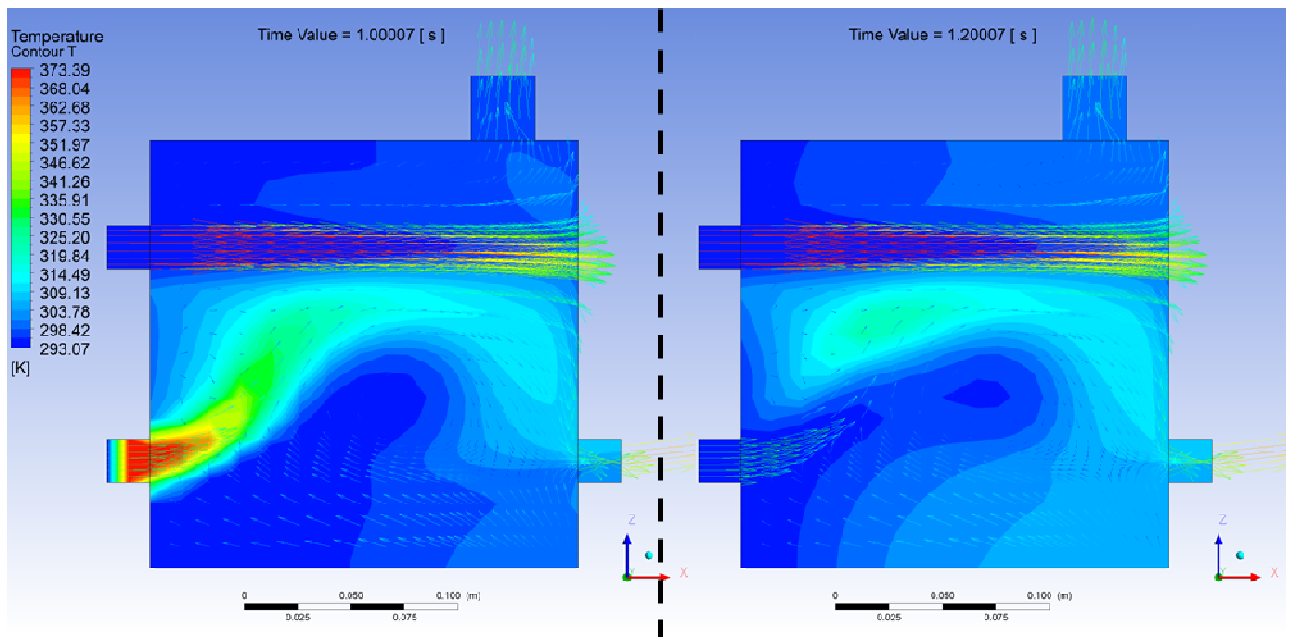 Time Value = 1.00007 [ s ]
Time Value = 1.20007 [ s ]
Temperature
Contour T
373.39
368.04
362.68
357.33
351.97
346.62
341.26
335.91
330.55
325.20
319.84
314.49
309.13
303.78
298.42
293.07
[K]
Z
X
Y
Z
X
Y
0 0.050 0.100 (m)
0.025 0.075
0 0.050 0.100 (m)
0.025 0.075